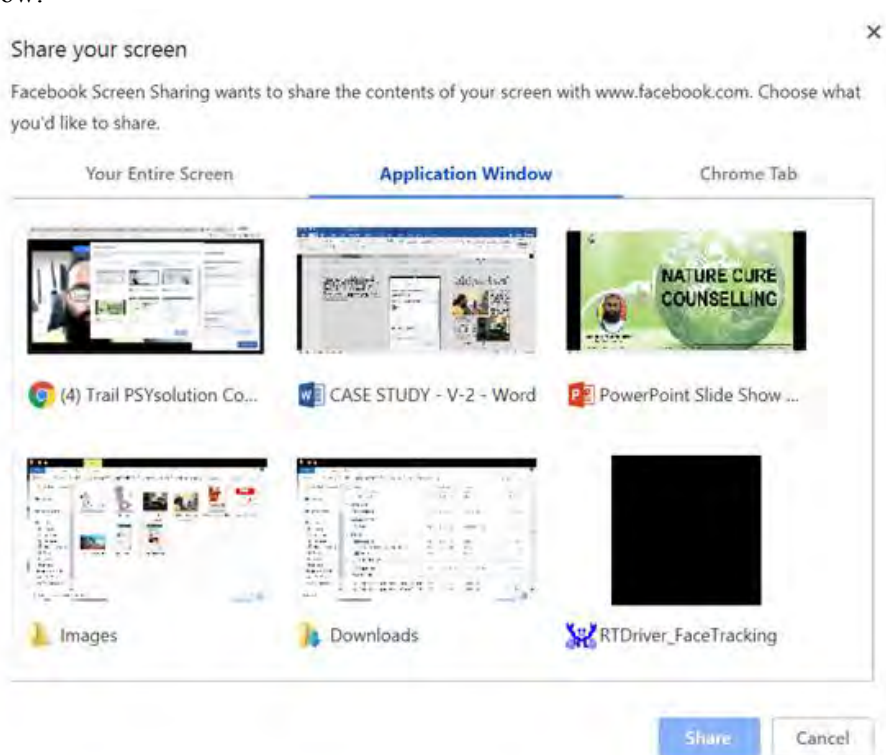 ow.
Share your screen
Facebook Screen Sharing wants to share the contents of your screen with www.facebook.com. Choose what
you'd like to share.
Your Entire Screen
Application Window
Chrome Tab
NATURE CURE
COUNSELLING
(4) Trail PSYsolution Co...
CASE STUDY - V-2 - Word
PowerPoint Slide Show ...
Images
Downloads
RTDriver_FaceTracking
Share
Cancel